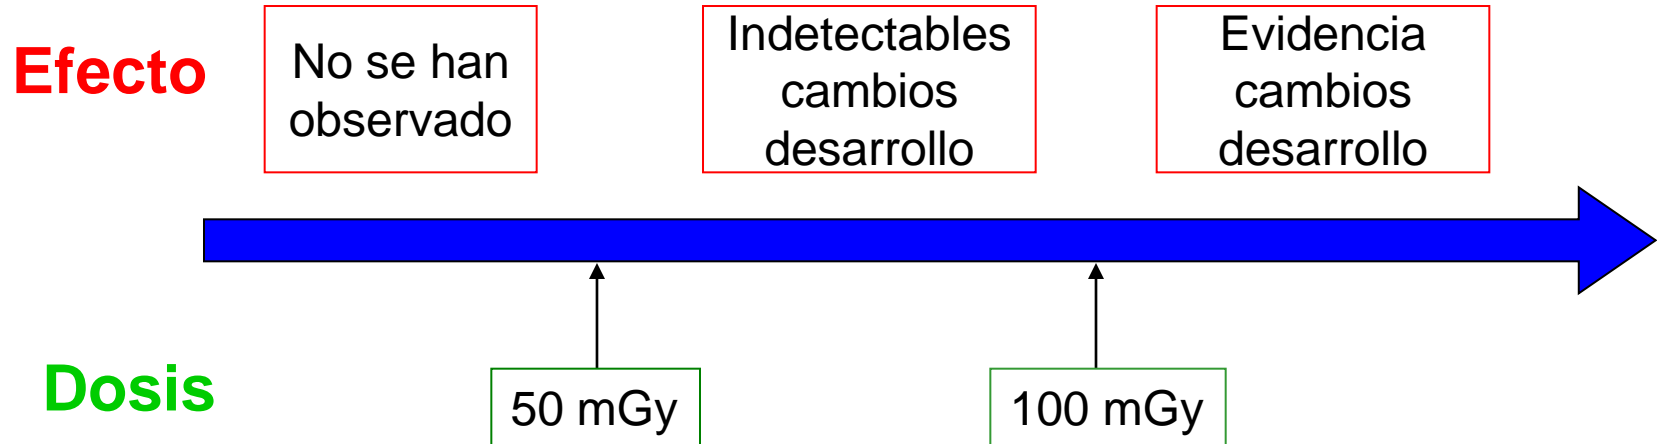 Efecto
No se han
observado
Indetectables
cambios
desarrollo
Evidencia
cambios
desarrollo
Dosis
50 mGy
100 mGy